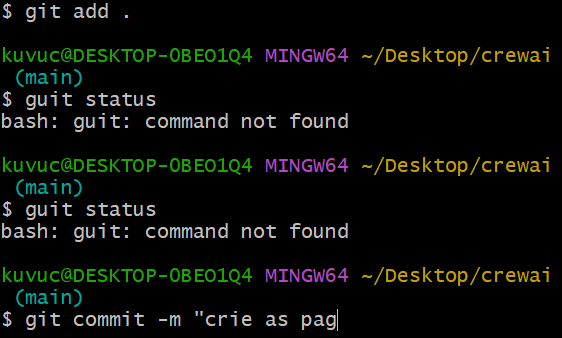 $ git add .
kuvuc@DESKTOP-0BEO1Q4 MINGW64 ~/Desktop/crewai
(main)
$ guit status
bash: guit: command not found
kuvuc@DESKTOP-0BEO1Q4 MINGW64 ~/Desktop/crewai
(main)
$ guit status
bash: guit: command not found
kuvuc@DESKTOP-0BEO1Q4 MINGW64 ~/Desktop/crewai
(main)
$ git commit -m "crie as pag